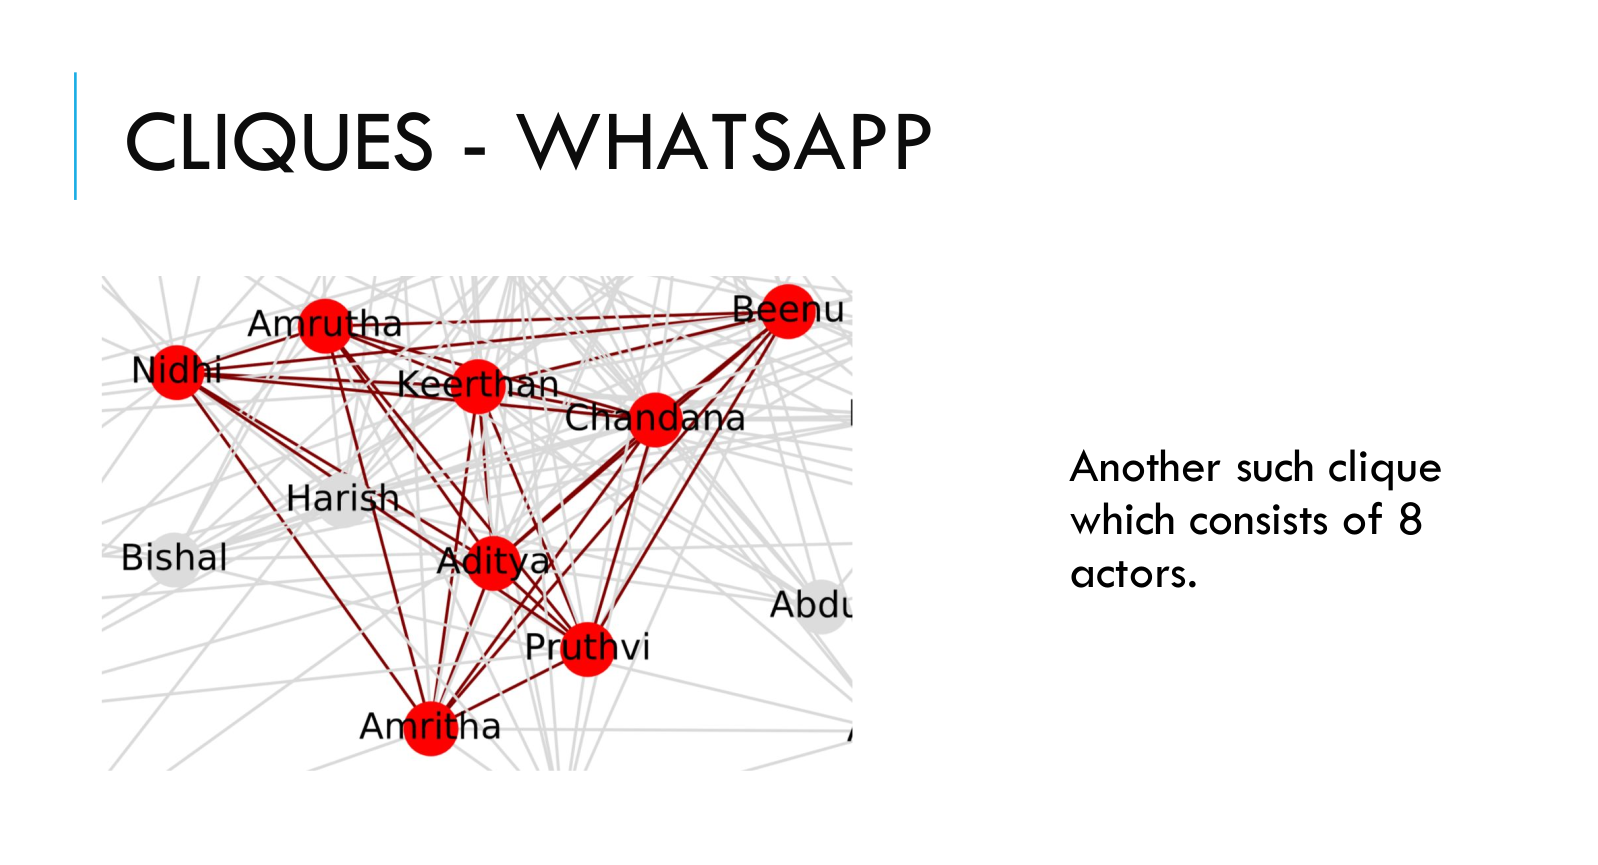 CLIQUES - WHATSAPP
Beenu
Amrutha
Nidhi
Keerthan
Chandana
Harish
Bishal
Aditya
Abdu
Pruthvi
Amritha
Another such clique
which consists of 8
actors.